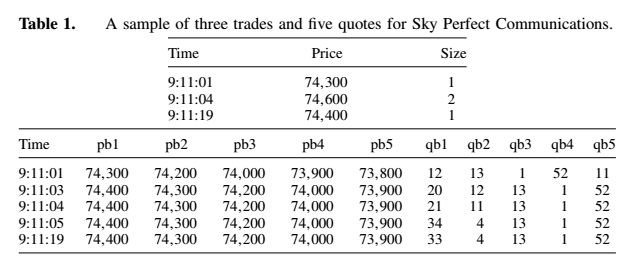 Table 1. A sample of three trades and five quotes for Sky Perfect Communications.
Time Price Size
9:11:01 74,300 1
9:11:04 74,600 2
9:11:19 74,400 1
Time pb1 pb2 pb3 pb4 pb5 qb1 qb2 qb3 qb4 qb5
9:11:01 74,300 74,200 74,000 73,900 73,800 12 13 1 52 11
9:11:03 74,400 74,300 74,200 74,000 73,900 20 12 13 1 52
9:11:04 74,400 74,300 74,200 74,000 73,900 21 11 13 1 52
9:11:05 74,400 74,300 74,200 74,000 73,900 34 4 13 1 52
9:11:19 74,400 74,300 74,200 74,000 73,900 33 4 13 1 52